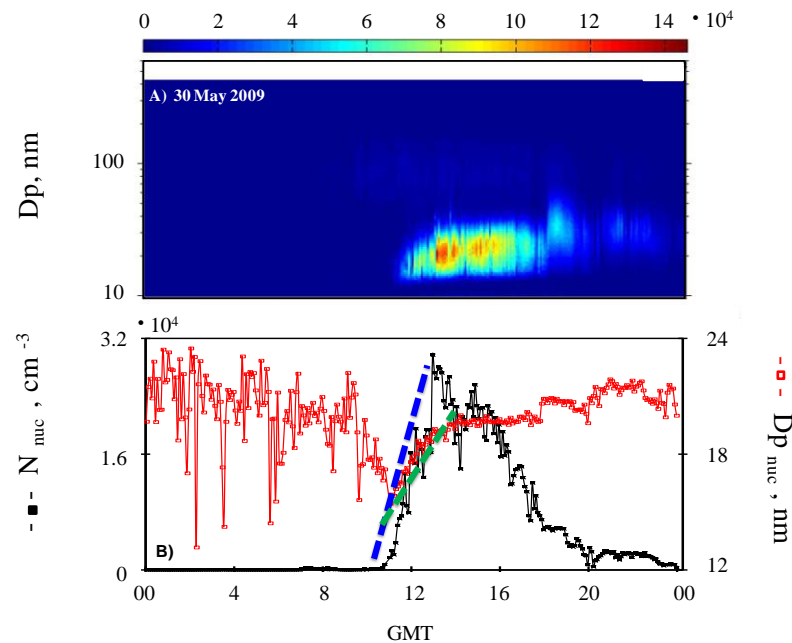 0 2 4 6 8 10 12 14 • 10⁴
A) 30 May 2009
Dp, nm
100
10
• 10⁴
3.2 24
N nuc , cm -3
1.6 19
Dp nuc , nm
B)
0 12
00 4 8 12 16 20 00
GMT